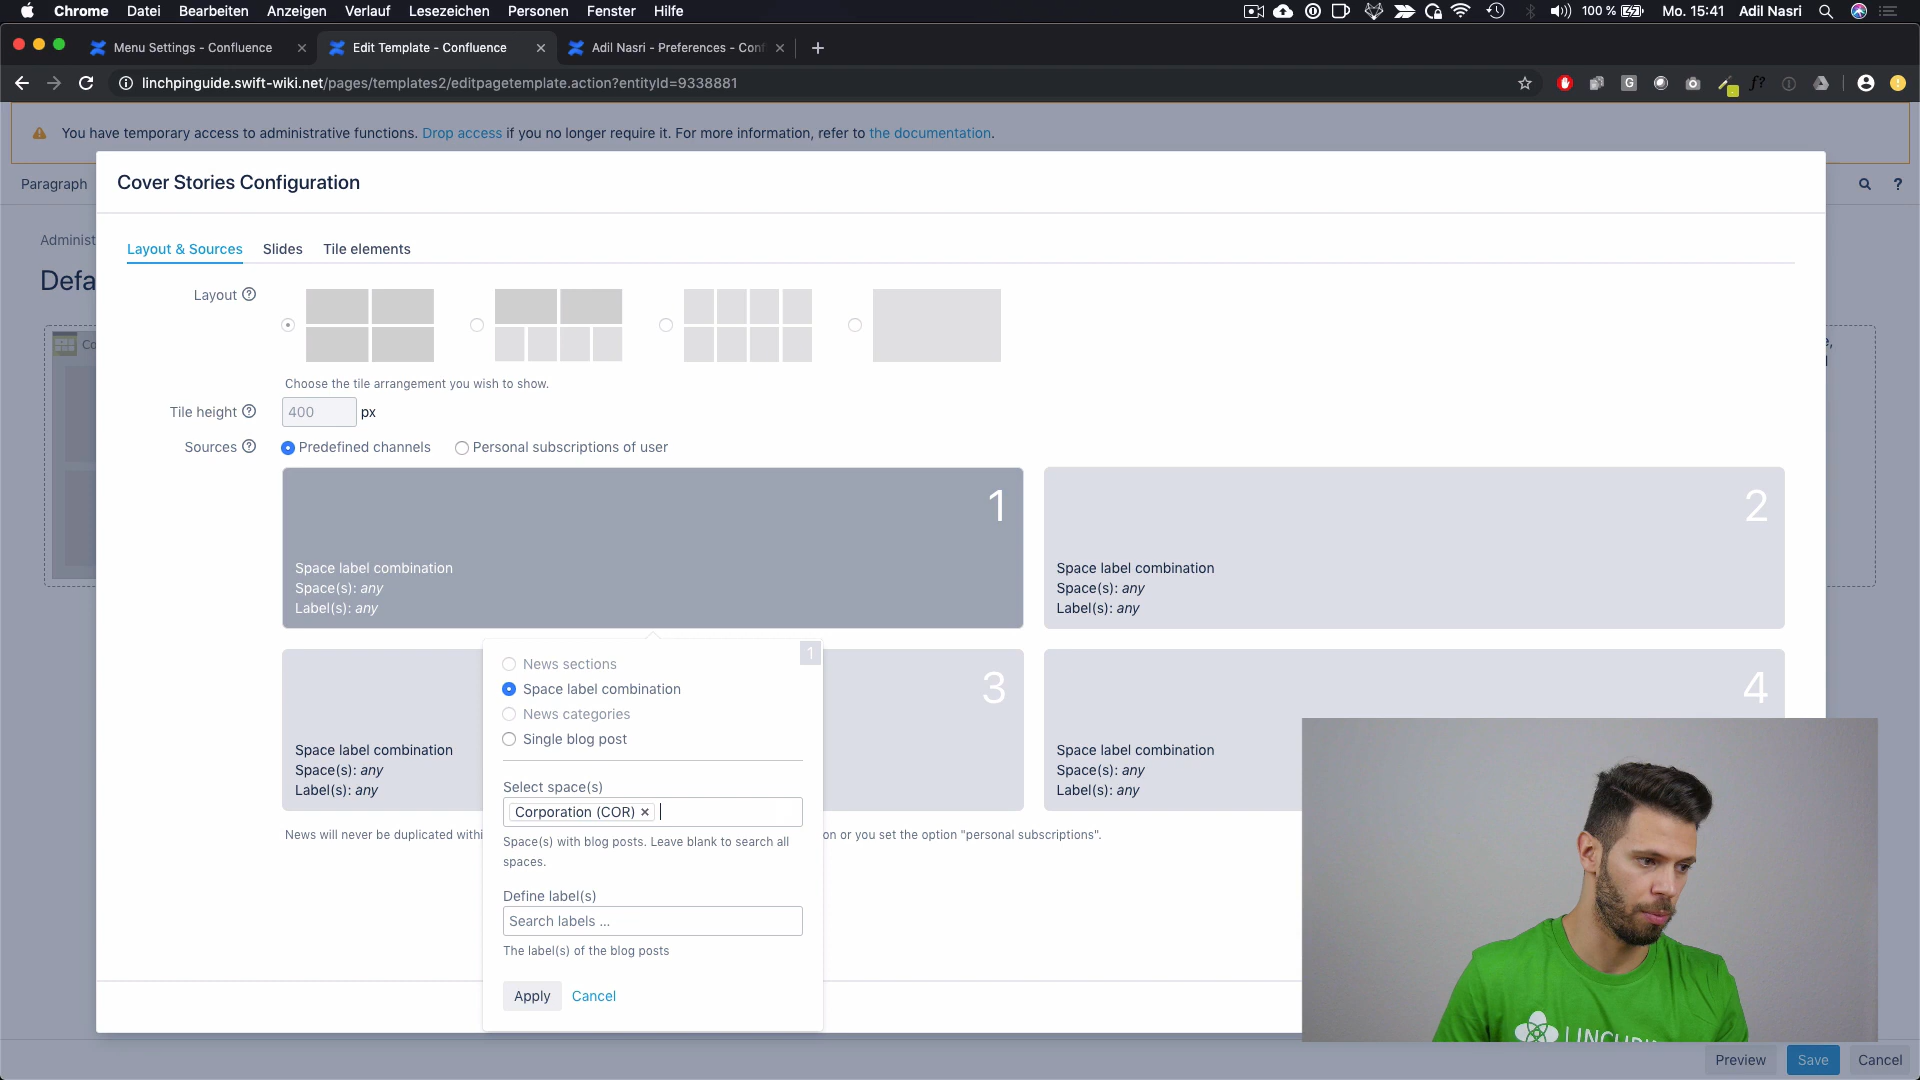 Chrome Datei Bearbeiten Anzeigen Verlauf Lesezeichen Personen Fenster Hilfe 100 % Mo. 15:41 Adil Nasri
Menu Settings - Confluence Edit Template - Confluence Adil Nasri - Preferences - Conf
linchpinguide.swift-wiki.net/pages/templates2/editpagetemplate.action?entityId=9338881
You have temporary access to administrative functions. Drop access if you no longer require it. For more information, refer to the documentation.
Paragraph
Cover Stories Configuration
Administ
Defa
Co
Layout & Sources Slides Tile elements
Layout
Choose the tile arrangement you wish to show.
Tile height 400 px
Sources Predefined channels Personal subscriptions of user
1
Space label combination
Space(s): any
Label(s): any
2
Space label combination
Space(s): any
Label(s): any
3
Space label combination
Space(s): any
Label(s): any
4
Space label combination
Space(s): any
Label(s): any
1
News sections
Space label combination
News categories
Single blog post
Select space(s)
Corporation (COR) ×
Space(s) with blog posts. Leave blank to search all
spaces.
Define label(s)
Search labels ...
The label(s) of the blog posts
Apply Cancel
News will never be duplicated withi
on or you set the option "personal subscriptions".
Preview Save Cancel